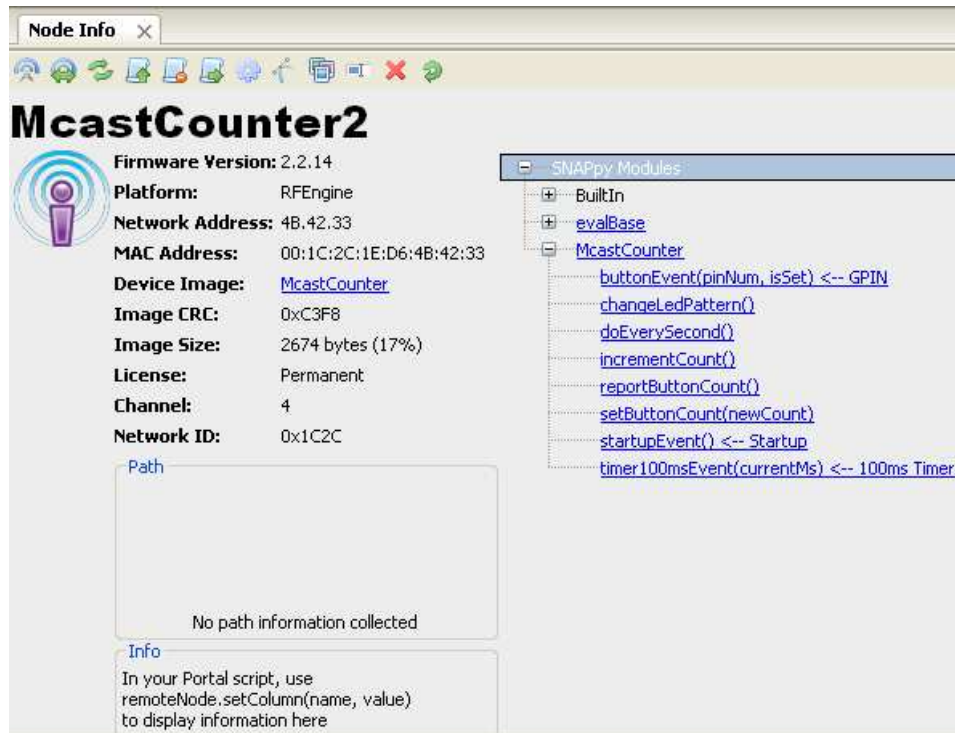 Node Info
McastCounter2
Firmware Version: 2.2.14
Platform: RFEngine
Network Address: 4B.42.33
MAC Address: 00:1C:2C:1E:D6:4B:42:33
Device Image: McastCounter
Image CRC: 0xC3F8
Image Size: 2674 bytes (17%)
License: Permanent
Channel: 4
Network ID: 0x1C2C
Path
No path information collected
Info
In your Portal script, use
remoteNode.setColumn(name, value)
to display information here
SNAPpy Modules
BuiltIn
evalBase
McastCounter
buttonEvent(pinNum, isSet) <-- GPIN
changeLedPattern()
doEverySecond()
incrementCount()
reportButtonCount()
setButtonCount(newCount)
startupEvent() <-- Startup
timer100msEvent(currentMs) <-- 100ms Timer